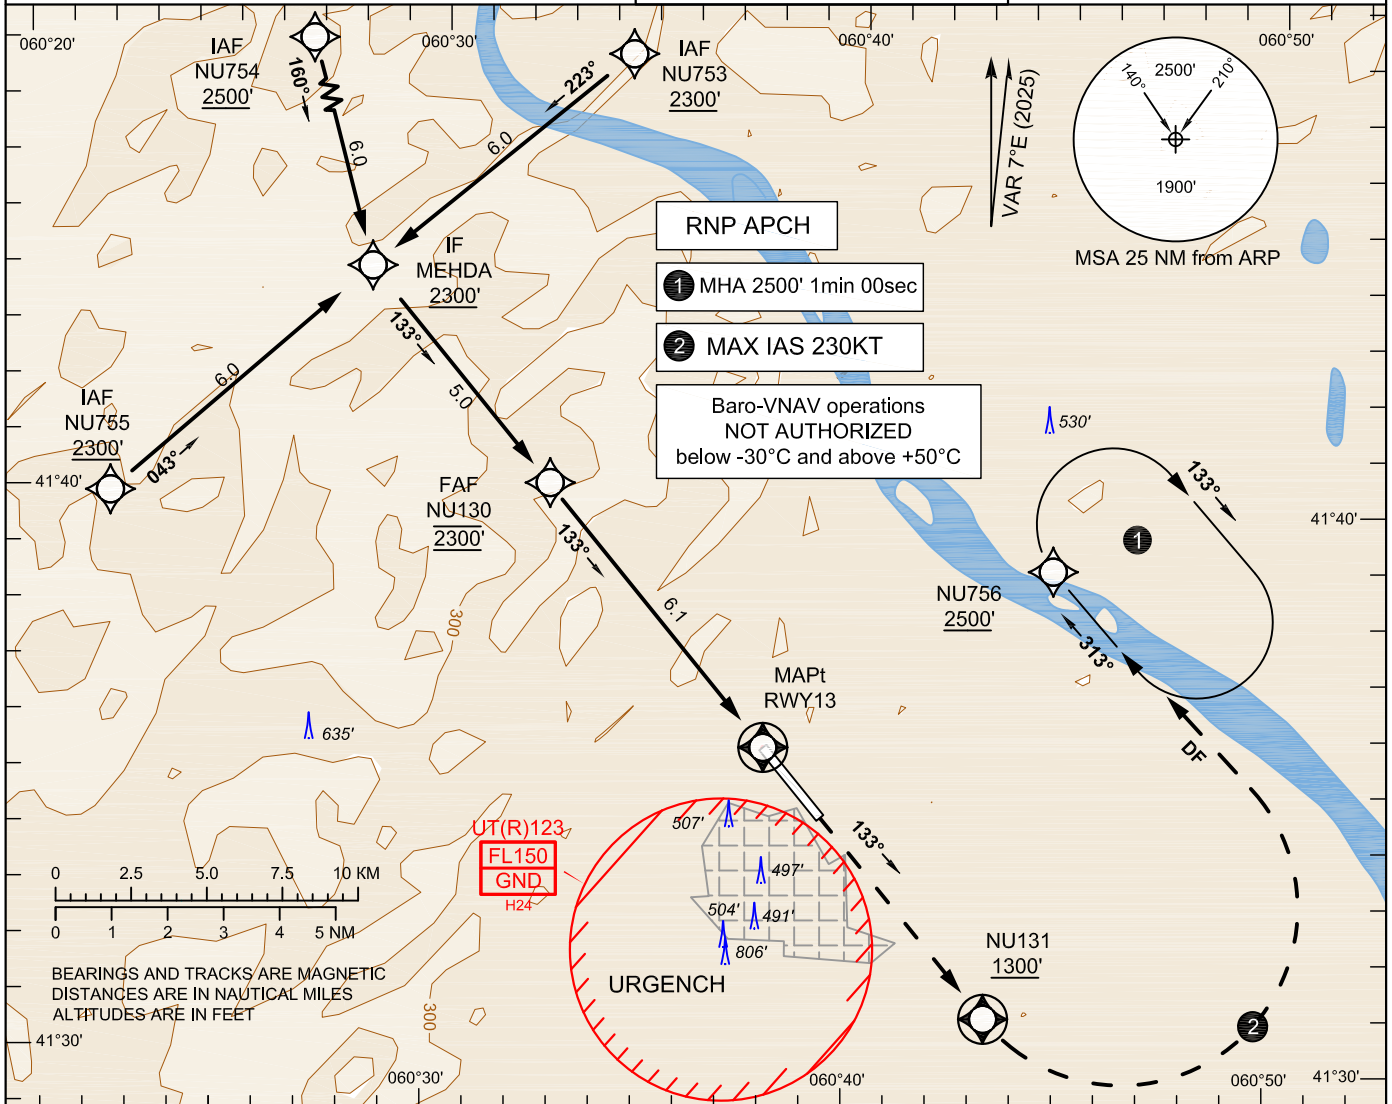 060°20'
060°30'
060°40'
060°50'
IAF
NU754
2500'
160°
6.0
IAF
NU753
2300'
223°
6.0
VAR 7°E (2025)
140°
2500'
210°
1900'
MSA 25 NM from ARP
RNP APCH
1 MHA 2500' 1min 00sec
2 MAX IAS 230KT
Baro-VNAV operations
NOT AUTHORIZED
below -30°C and above +50°C
IF
MEHDA
2300'
133°
5.0
IAF
NU755
2300'
043°
6.0
530'
133°
1
41°40'
41°40'
FAF
NU130
2300'
133°
6.1
300
NU756
2500'
313°
DF
MAPt
RWY13
635'
133°
507'
497'
504'
491'
806'
URGENCH
UT(R)123
FL150
GND
H24
0 2.5 5.0 7.5 10 KM
0 1 2 3 4 5 NM
BEARINGS AND TRACKS ARE MAGNETIC
DISTANCES ARE IN NAUTICAL MILES
ALTITUDES ARE IN FEET
300
NU131
1300'
2
41°30'
060°30'
060°40'
060°50'
41°30'